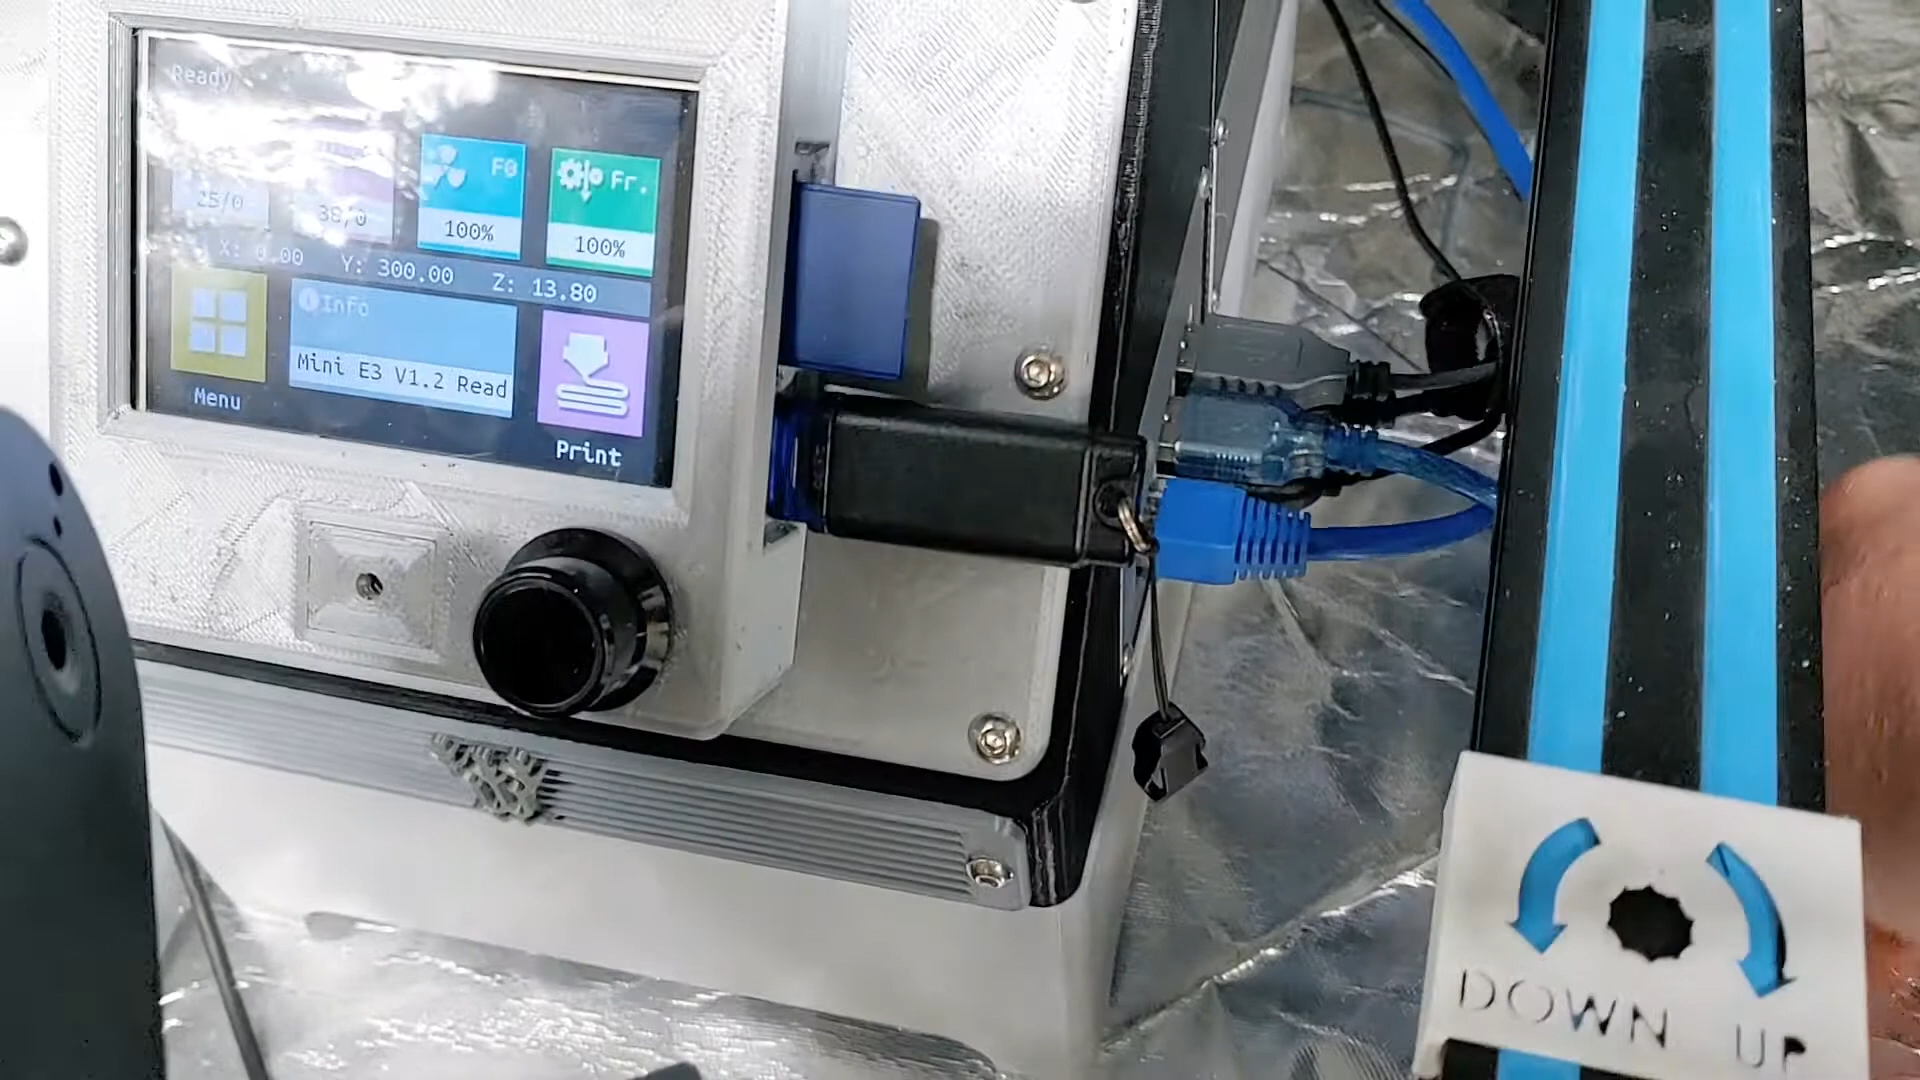 Ready
F0
Fr.
25/0
38/0
100%
100%
X: 0.00 Y: 300.00 Z: 13.80
Info
Mini E3 V1.2 Read
Menu
Print
DOWN UP